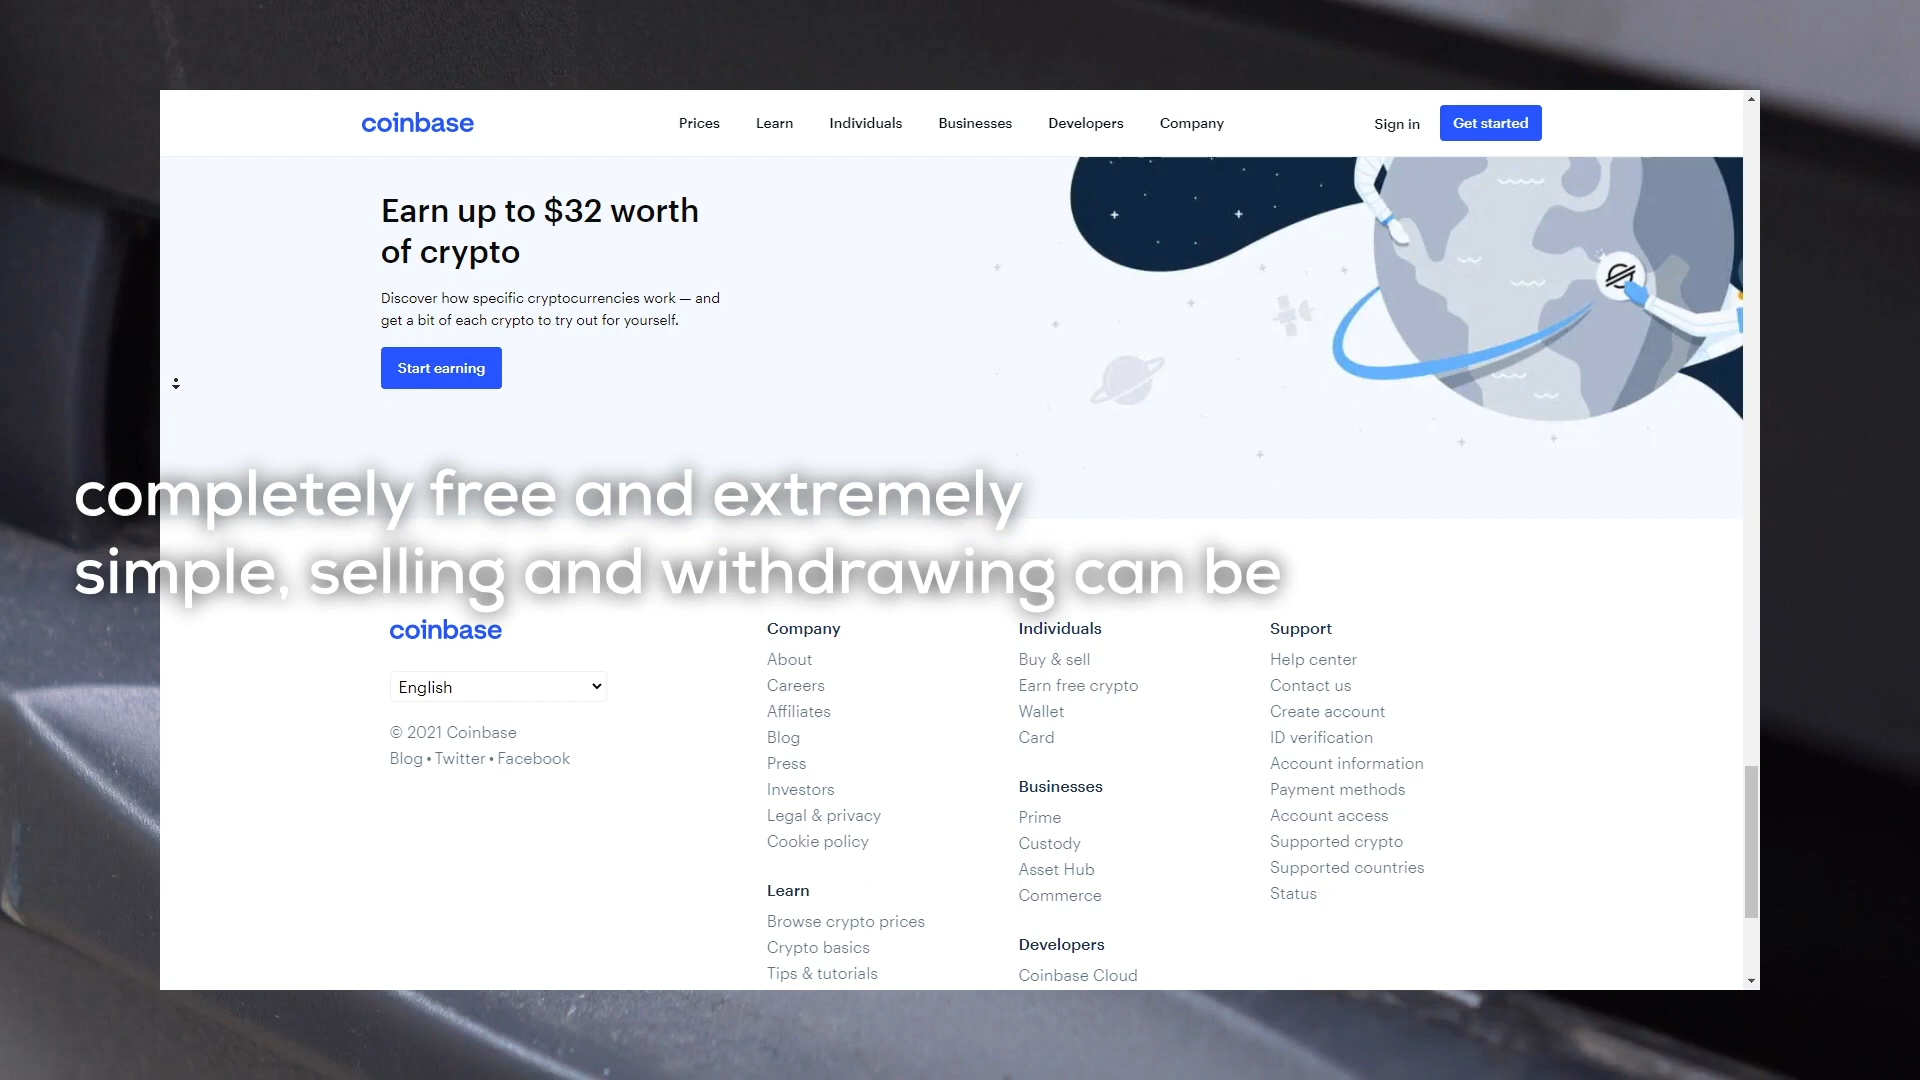 coinbase
Prices
Learn
Individuals
Businesses
Developers
Company
Sign in
Get started
Earn up to $32 worth
of crypto
Discover how specific cryptocurrencies work — and
get a bit of each crypto to try out for yourself.
Start earning
completely free and extremely
simple, selling and withdrawing can be
coinbase
English
© 2021 Coinbase
Blog • Twitter • Facebook
Company
About
Careers
Affiliates
Blog
Press
Investors
Legal & privacy
Cookie policy
Learn
Browse crypto prices
Crypto basics
Tips & tutorials
Individuals
Buy & sell
Earn free crypto
Wallet
Card
Businesses
Prime
Custody
Asset Hub
Commerce
Developers
Coinbase Cloud
Support
Help center
Contact us
Create account
ID verification
Account information
Payment methods
Account access
Supported crypto
Supported countries
Status